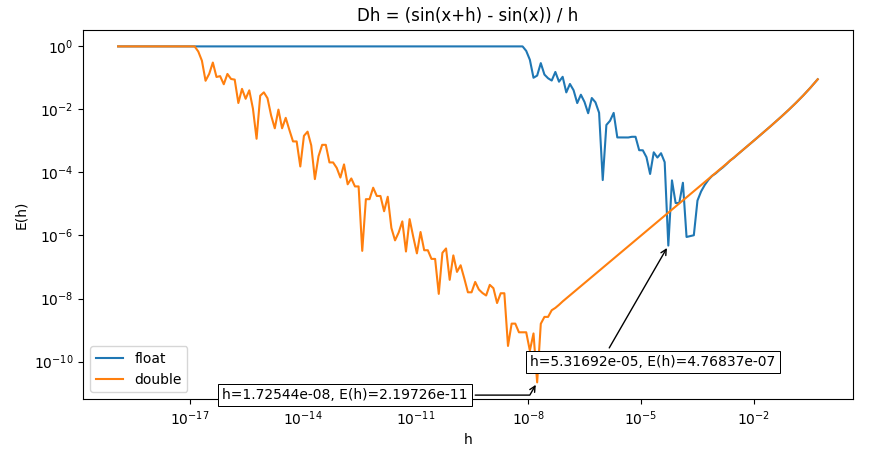 Dh = (sin(x+h) - sin(x)) / h
E(h)
10⁰
10⁻²
10⁻⁴
10⁻⁶
10⁻⁸
10⁻¹⁰
float
double
h=5.31692e-05, E(h)=4.76837e-07
h=1.72544e-08, E(h)=2.19726e-11
10⁻¹⁷ 10⁻¹⁴ 10⁻¹¹ 10⁻⁸ 10⁻⁵ 10⁻²
h